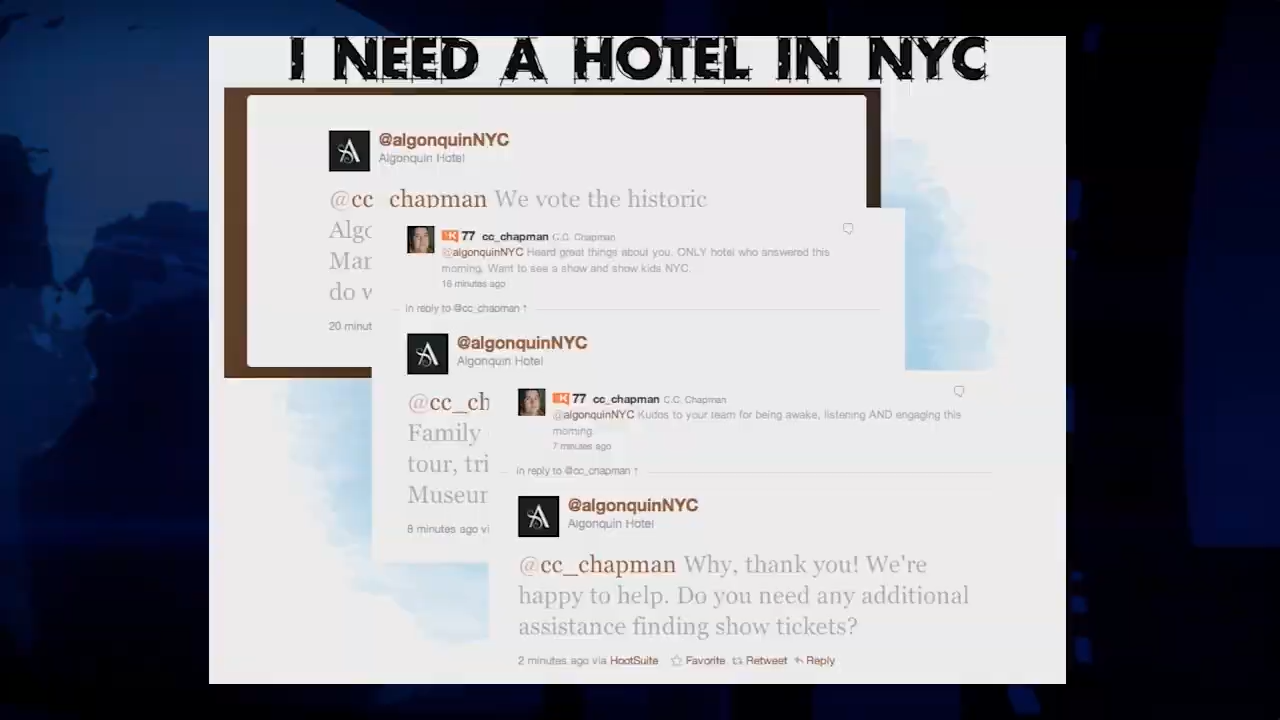 I NEED A HOTEL IN NYC
@algonquinNYC
Algonquin Hotel
@cc_chapman We vote the historic
Algo
Mar
do w
20 minut
K 77 cc_chapman C.C. Chapman
@algonquinNYC Heard great things about you. ONLY hotel who answered this
morning. Want to see a show and show kids NYC.
16 minutes ago
in reply to @cc_chapman ↑
@algonquinNYC
Algonquin Hotel
@cc_ch
Family
tour, tri
Museur
8 minutes ago vi
K 77 cc_chapman C.C. Chapman
@algonquinNYC Kudos to your team for being awake, listening AND engaging this
morning.
7 minutes ago
in reply to @cc_chapman ↑
@algonquinNYC
Algonquin Hotel
@cc_chapman Why, thank you! We're
happy to help. Do you need any additional
assistance finding show tickets?
2 minutes ago via HootSuite Favorite Retweet Reply